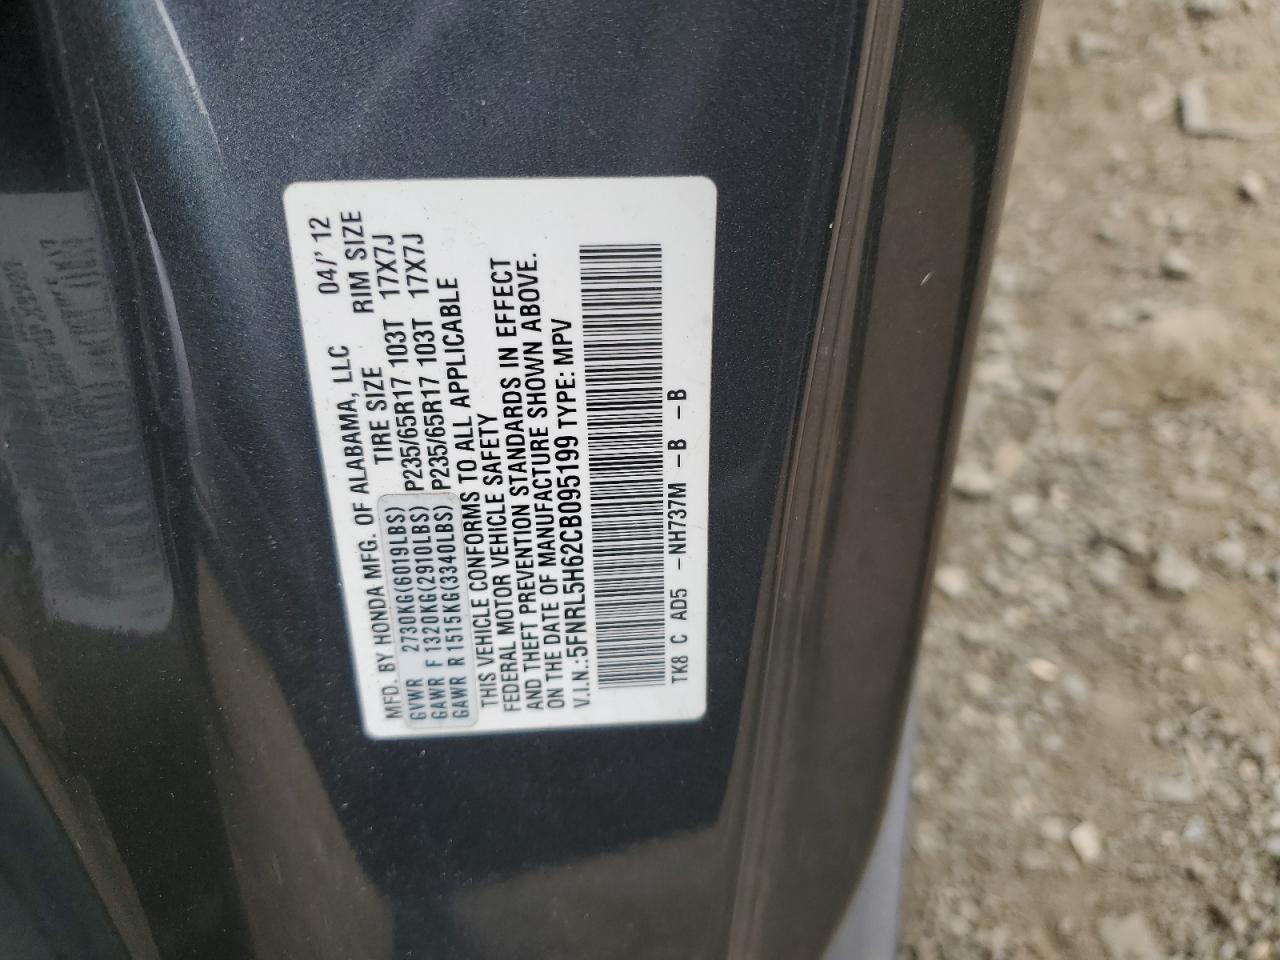 MFD. BY HONDA MFG. OF ALABAMA, LLC 04/'12
TIRE SIZE RIM SIZE
GVWR 2730KG(6019LBS)
GAWR F 1320KG(2910LBS) P235/65R17 103T 17X7J
GAWR R 1515KG(3340LBS) P235/65R17 103T 17X7J
THIS VEHICLE CONFORMS TO ALL APPLICABLE
FEDERAL MOTOR VEHICLE SAFETY
AND THEFT PREVENTION STANDARDS IN EFFECT
ON THE DATE OF MANUFACTURE SHOWN ABOVE.
V.I.N.:5FNRL5H62CB095199 TYPE: MPV
TK8 C AD5 -NH737M -B -B